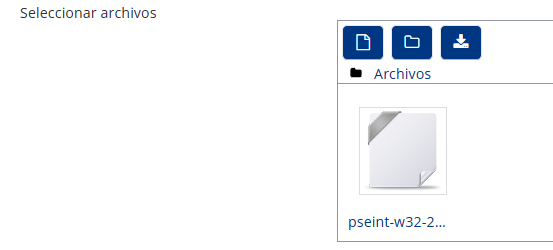 Seleccionar archivos
Archivos
pseint-w32-2...